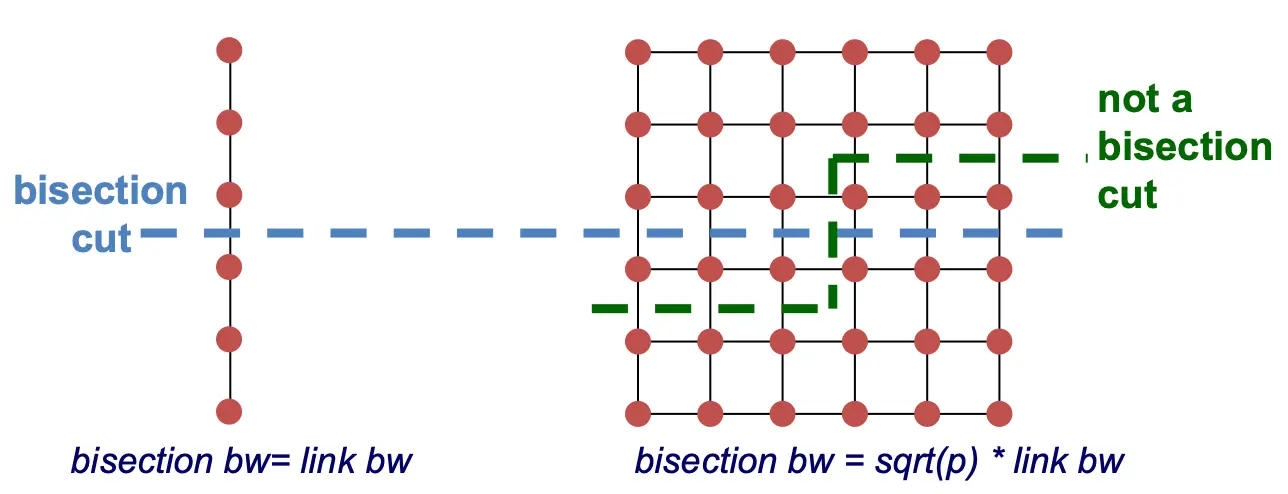 bisection
cut
not a
bisection
cut
bisection bw= link bw
bisection bw = sqrt(p) * link bw